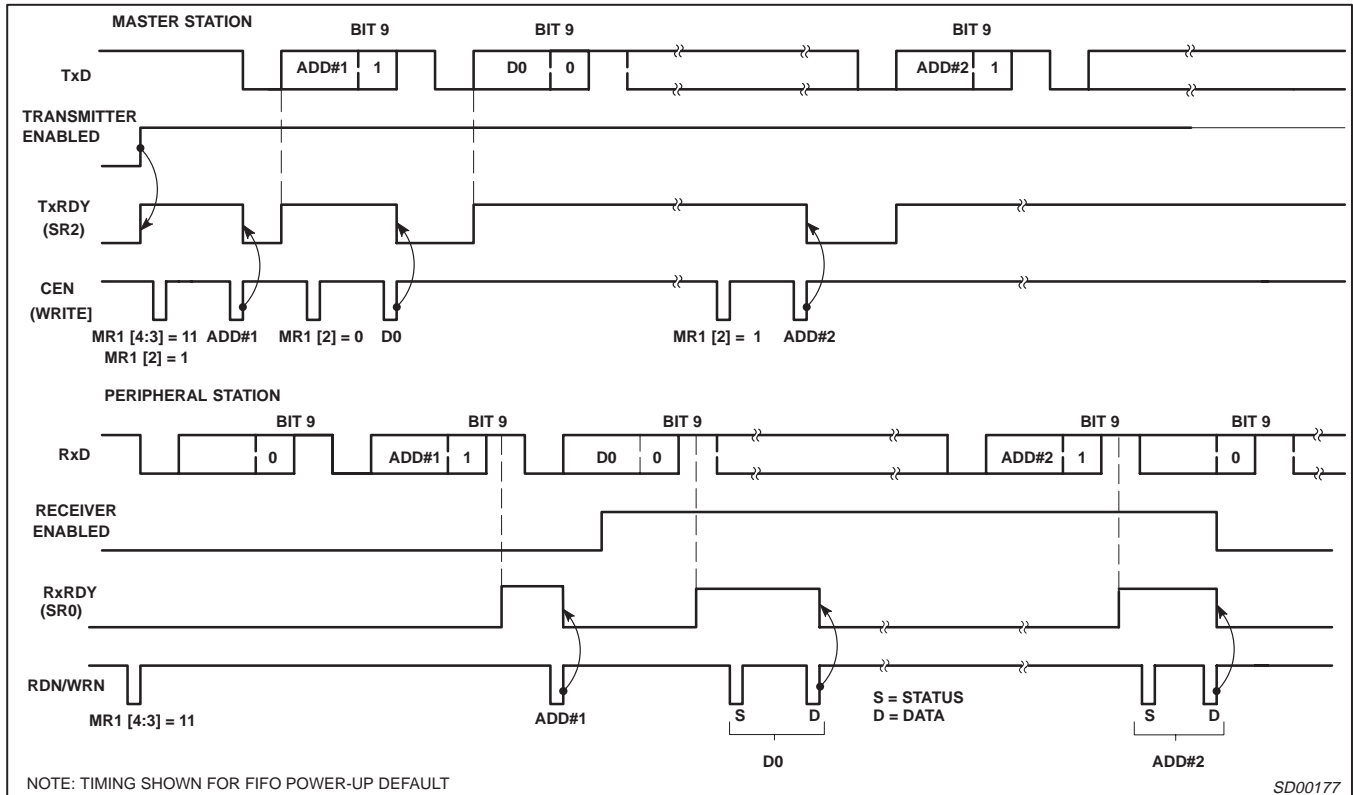 MASTER STATION
BIT 9 BIT 9 BIT 9
TxD ADD#1 1 D0 0 ADD#2 1
TRANSMITTER
ENABLED
TxRDY
(SR2)
CEN
(WRITE]
MR1 [4:3] = 11 ADD#1 MR1 [2] = 0 D0 MR1 [2] = 1 ADD#2
MR1 [2] = 1
PERIPHERAL STATION
BIT 9 BIT 9 BIT 9 BIT 9 BIT 9
RxD 0 ADD#1 1 D0 0 ADD#2 1 0
RECEIVER
ENABLED
RxRDY
(SR0)
RDN/WRN
MR1 [4:3] = 11 ADD#1 S D S = STATUS S D
D = DATA
D0 ADD#2
NOTE: TIMING SHOWN FOR FIFO POWER-UP DEFAULT SD00177